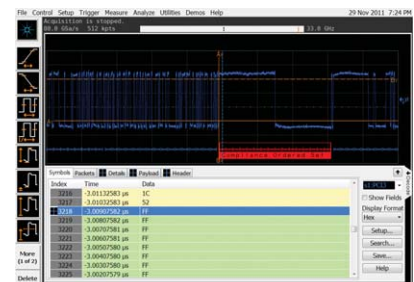 File Control Setup Trigger Measure Analyze Utilities Demos Help
29 Nov 2011 7:24 PM
Acquisition is stopped.
80.0 GSa/s 512 kpts
33.0 GHz
Compliance Ordered Set
Symbols Packets Details Payload Header
Index Time Data
3216 -3.01132583 µs 1C
3217 -3.01032583 µs 52
3218 -3.00907582 µs FF
3219 -3.00807582 µs FF
3220 -3.00707581 µs FF
3221 -3.00607581 µs FF
3222 -3.00507580 µs FF
3223 -3.00407580 µs FF
3224 -3.00307580 µs FF
3225 -3.00207579 µs FF
Show Fields
Display Format
Hex
Setup...
Search...
Save...
Help
More
(1 of 2)
Delete